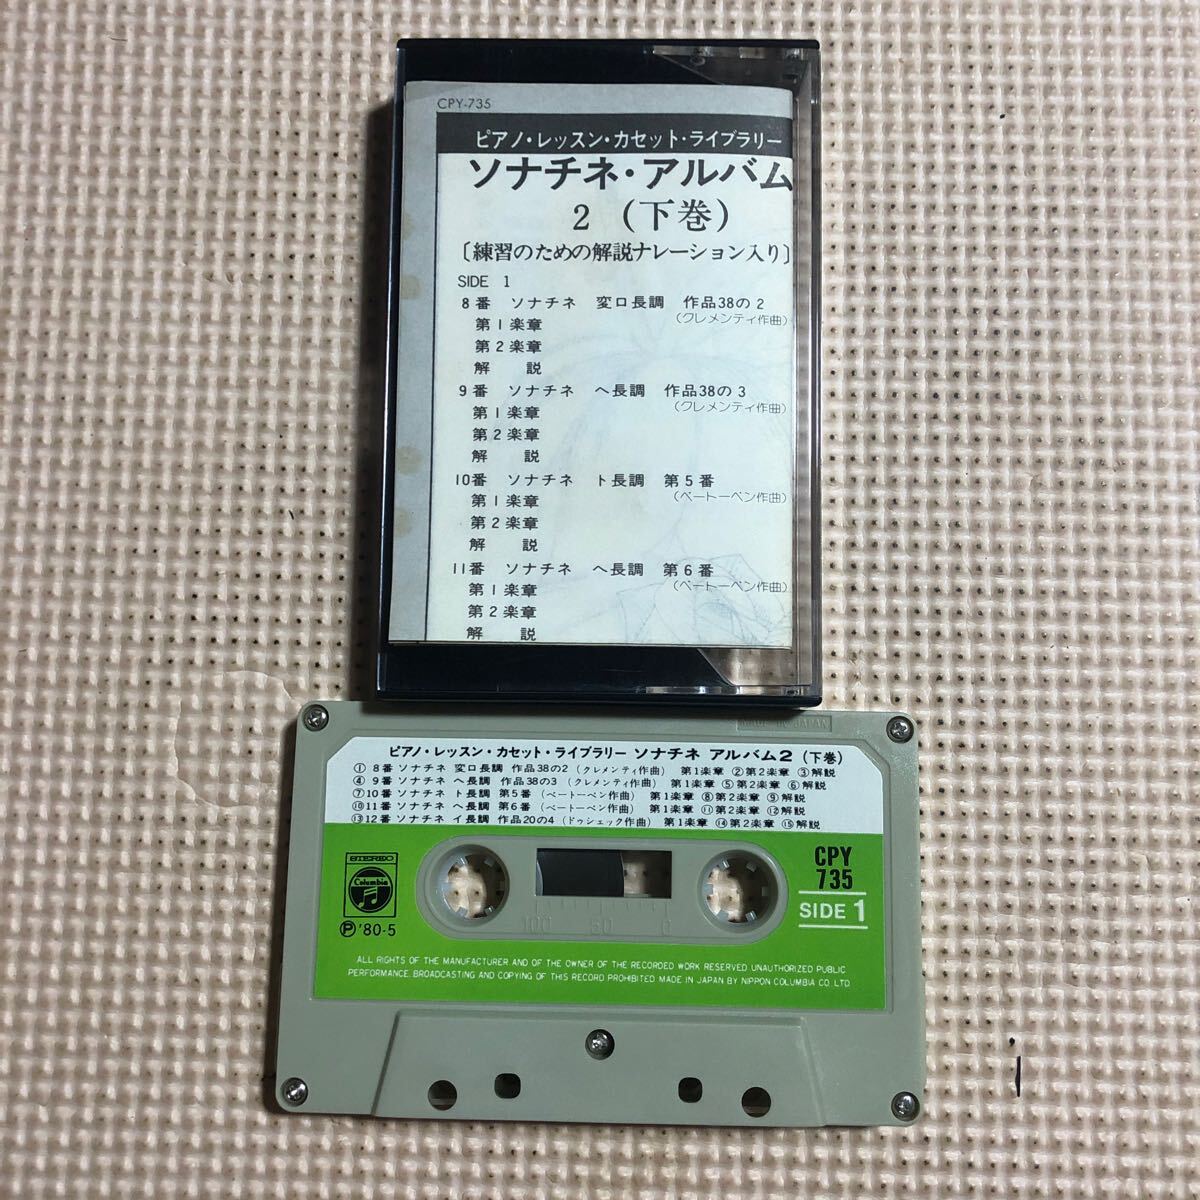 CPY-735
ピアノ・レッスン・カセット・ライブラリー
ソナチネ・アルバム
2 (下巻)
〔練習のための解説ナレーション入り〕
SIDE 1
8番 ソナチネ 変ロ長調 作品38の2
(クレメンティ作曲)
第1楽章
第2楽章
解 説
9番 ソナチネ ヘ長調 作品38の3
(クレメンティ作曲)
第1楽章
第2楽章
解 説
10番 ソナチネ ト長調 第5番
(ベートーベン作曲)
第1楽章
第2楽章
解 説
11番 ソナチネ ヘ長調 第6番
(ベートーベン作曲)
第1楽章
第2楽章
解 説
MADE IN JAPAN
ピアノ・レッスン・カセット・ライブラリー ソナチネ アルバム2 (下巻)
①8番 ソナチネ 変ロ長調 作品38の2 (クレメンティ作曲) 第1楽章 ②第2楽章 ③解説
④9番 ソナチネ ヘ長調 作品38の3 (クレメンティ作曲) 第1楽章 ⑤第2楽章 ⑥解説
⑦10番 ソナチネ ト長調 第5番 (ベートーベン作曲) 第1楽章 ⑧第2楽章 ⑨解説
⑩11番 ソナチネ ヘ長調 第6番 (ベートーベン作曲) 第1楽章 ⑪第2楽章 ⑫解説
⑬12番 ソナチネ イ長調 作品20の4 (ドゥシェック作曲) 第1楽章 ⑭第2楽章 ⑮解説
STEREO
Columbia
Ⓟ'80-5
100 50 0
CPY
735
SIDE 1
ALL RIGHTS OF THE MANUFACTURER AND OF THE OWNER OF THE RECORDED WORK RESERVED UNAUTHORIZED PUBLIC
PERFORMANCE. BROADCASTING AND COPYING OF THIS RECORD PROHIBITED MADE IN JAPAN BY NIPPON COLUMBIA CO. LTD.